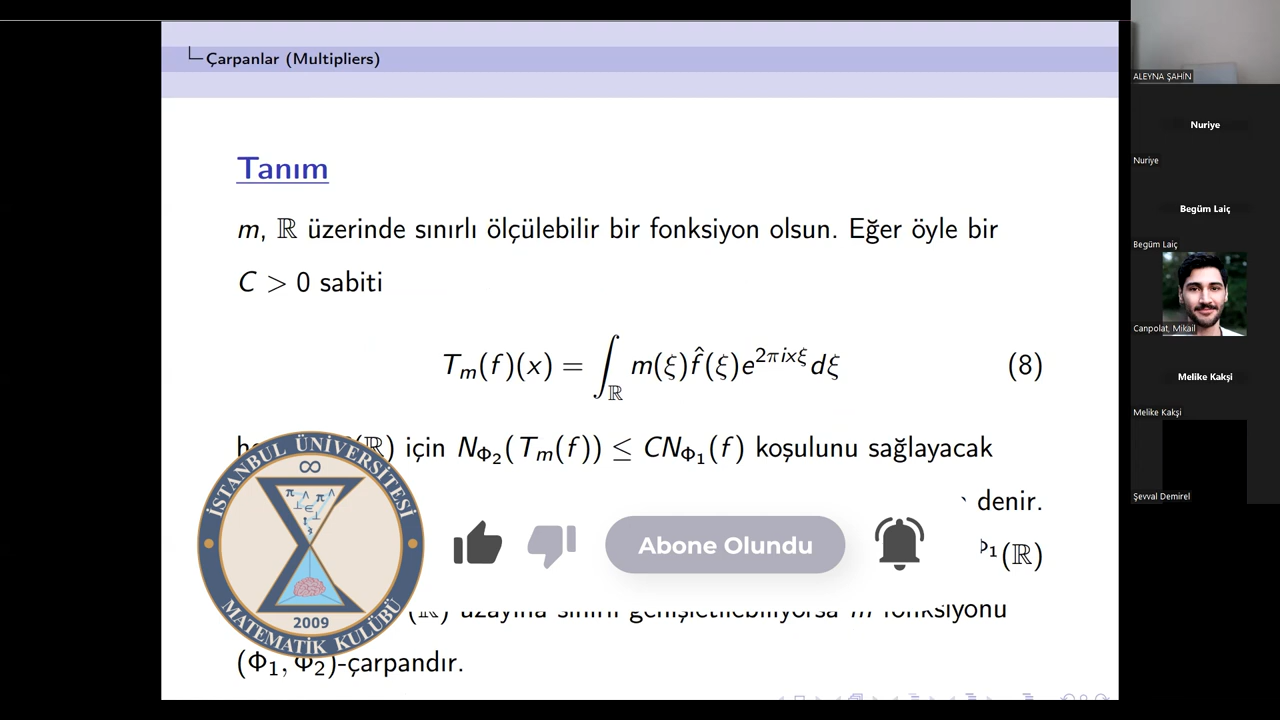 Çarpanlar (Multipliers)
Tanım
m, ℝ üzerinde sınırlı ölçülebilir bir fonksiyon olsun. Eğer öyle bir
C > 0 sabiti
T_m(f)(x) = ∫_ℝ m(ξ)f̂(ξ)e^{2πixξ}dξ (8)
(ℝ) için N_{Φ₂}(T_m(f)) ≤ CN_{Φ₁}(f) koşulunu sağlayacak
denir.
Φ₁(ℝ)
(ℝ) uzayına sınırlı genişletilebiliyorsa m fonksiyonu
(Φ₁, Φ₂)-çarpandır.
İSTANBUL ÜNİVERSİTESİ
∞
2009
MATEMATİK KULÜBÜ
Abone Olundu
ALEYNA ŞAHİN
Nuriye
Nuriye
Begüm Laiç
Begüm Laiç
Canpolat, Mikail
Melike Kakşi
Melike Kakşi
Şevval Demirel